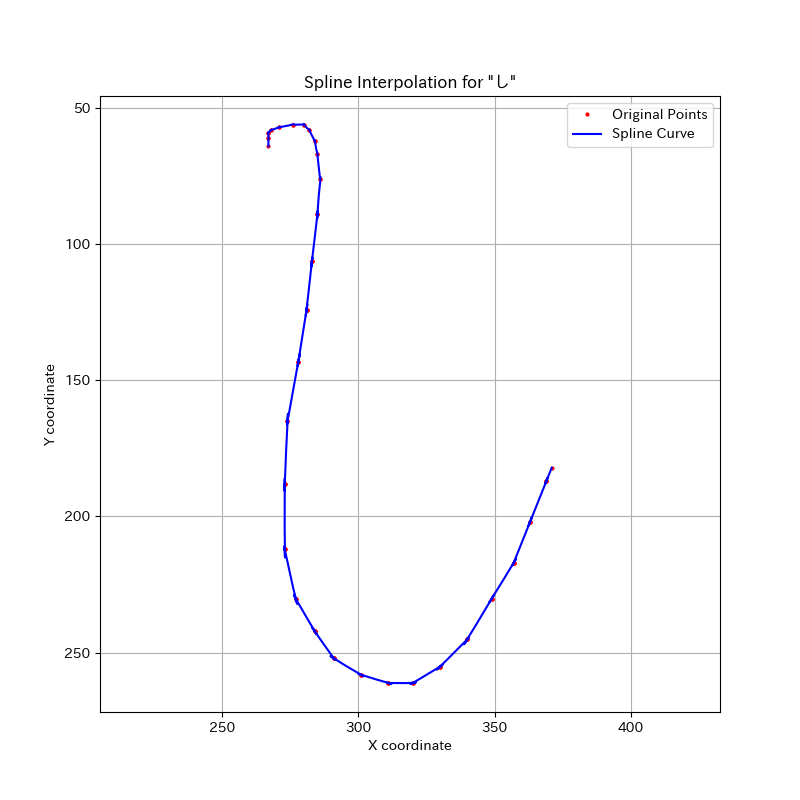 Spline Interpolation for "し"
Original Points
Spline Curve
50
100
150
200
250
Y coordinate
250
300
350
400
X coordinate